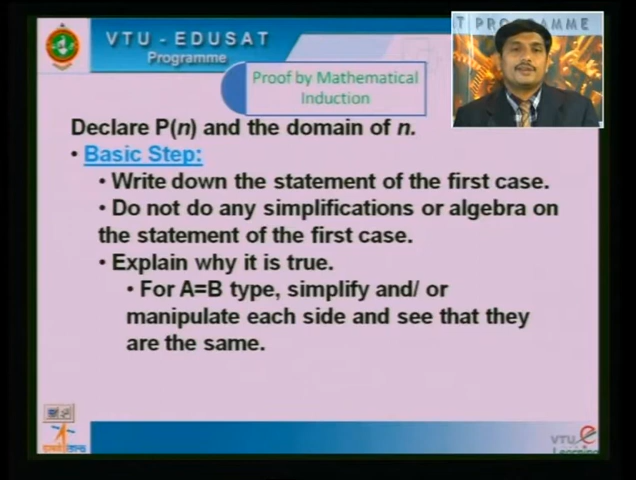 VTU - EDUSAT
Programme
T PROGRAMME
Proof by Mathematical
Induction
Declare P(n) and the domain of n.
• Basic Step:
• Write down the statement of the first case.
• Do not do any simplifications or algebra on
the statement of the first case.
• Explain why it is true.
• For A=B type, simplify and/ or
manipulate each side and see that they
are the same.
VTU e
Learning